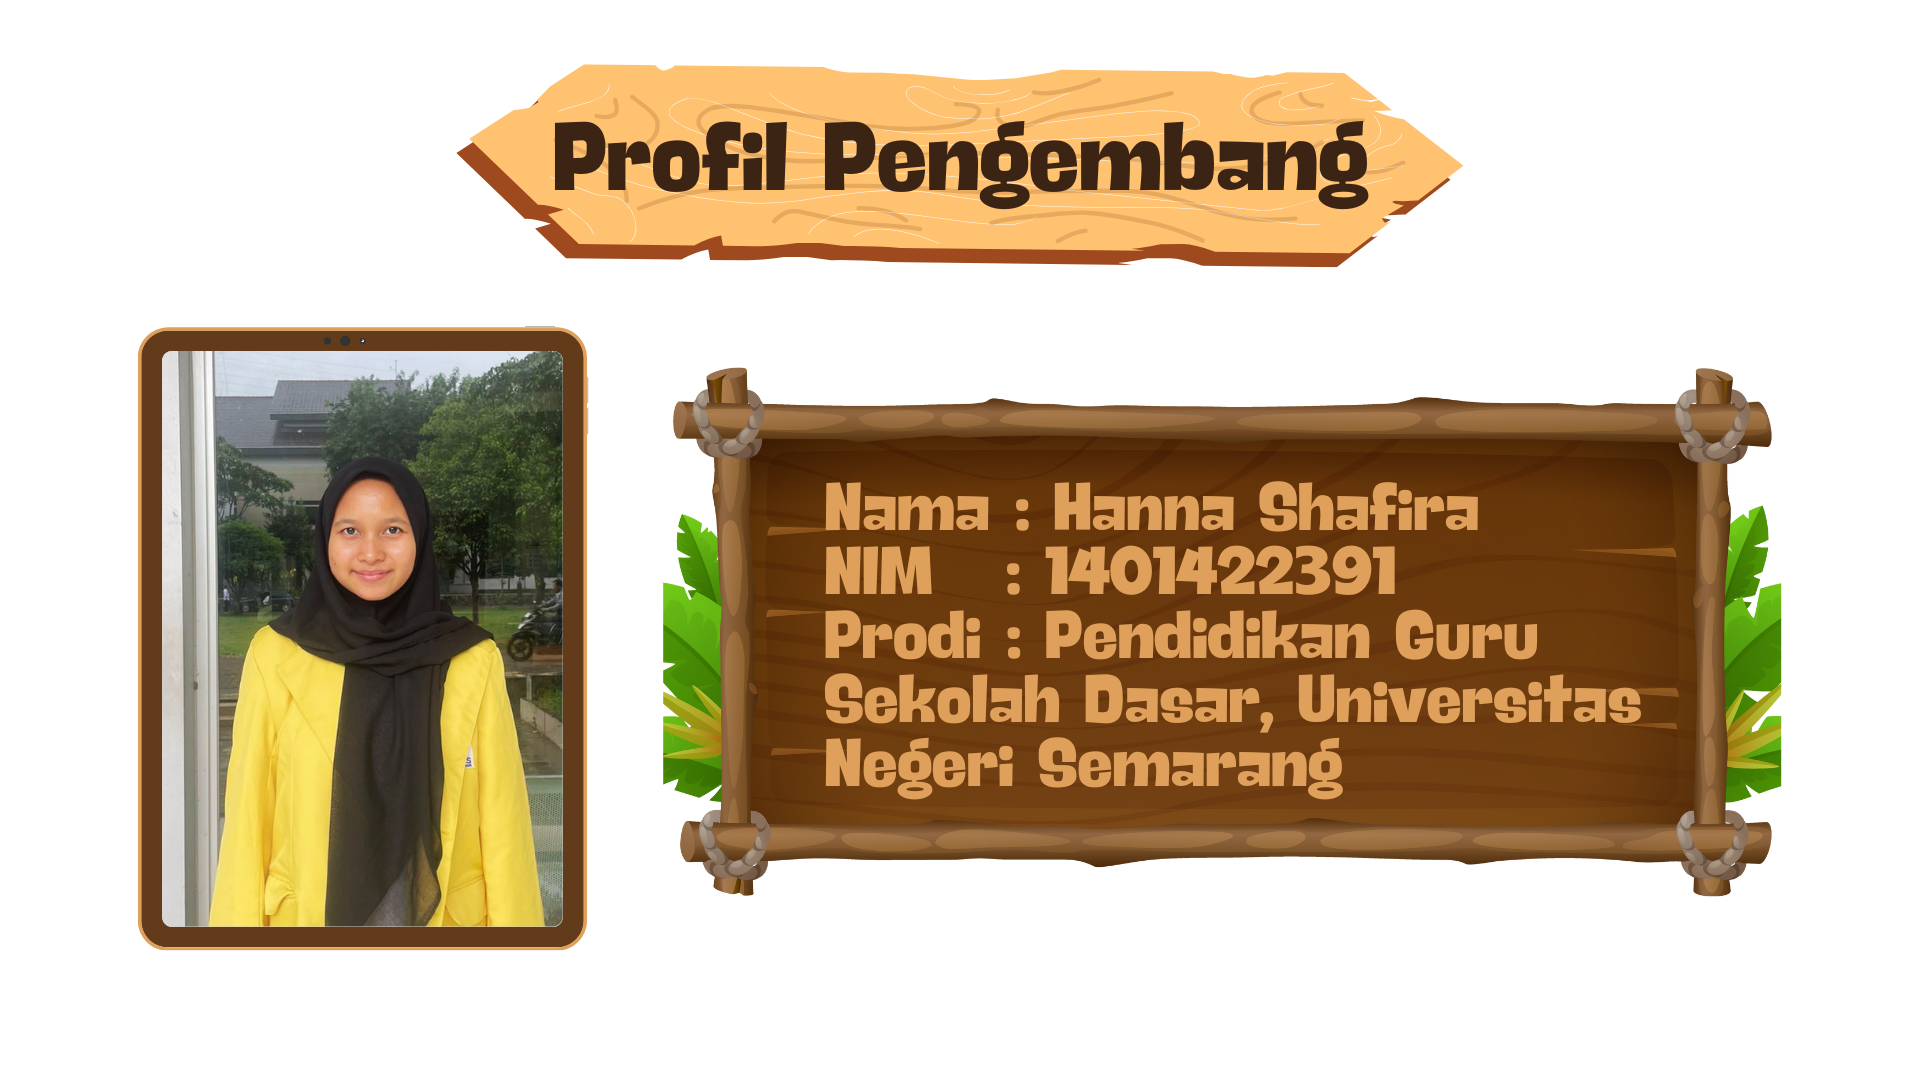 Profil Pengembang
Nama : Hanna Shafira
NIM : 1401422391
Prodi : Pendidikan Guru
Sekolah Dasar, Universitas
Negeri Semarang